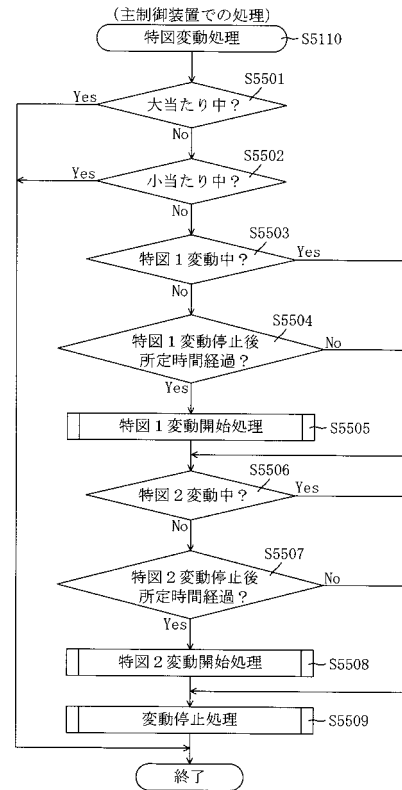 (主制御装置での処理)
特図変動処理
S5110
S5501
Yes
大当たり中?
No
S5502
Yes
小当たり中?
No
S5503
特図1変動中?
Yes
No
S5504
特図1変動停止後
所定時間経過?
No
Yes
特図1変動開始処理
S5505
S5506
特図2変動中?
Yes
No
S5507
特図2変動停止後
所定時間経過?
No
Yes
特図2変動開始処理
S5508
変動停止処理
S5509
終了